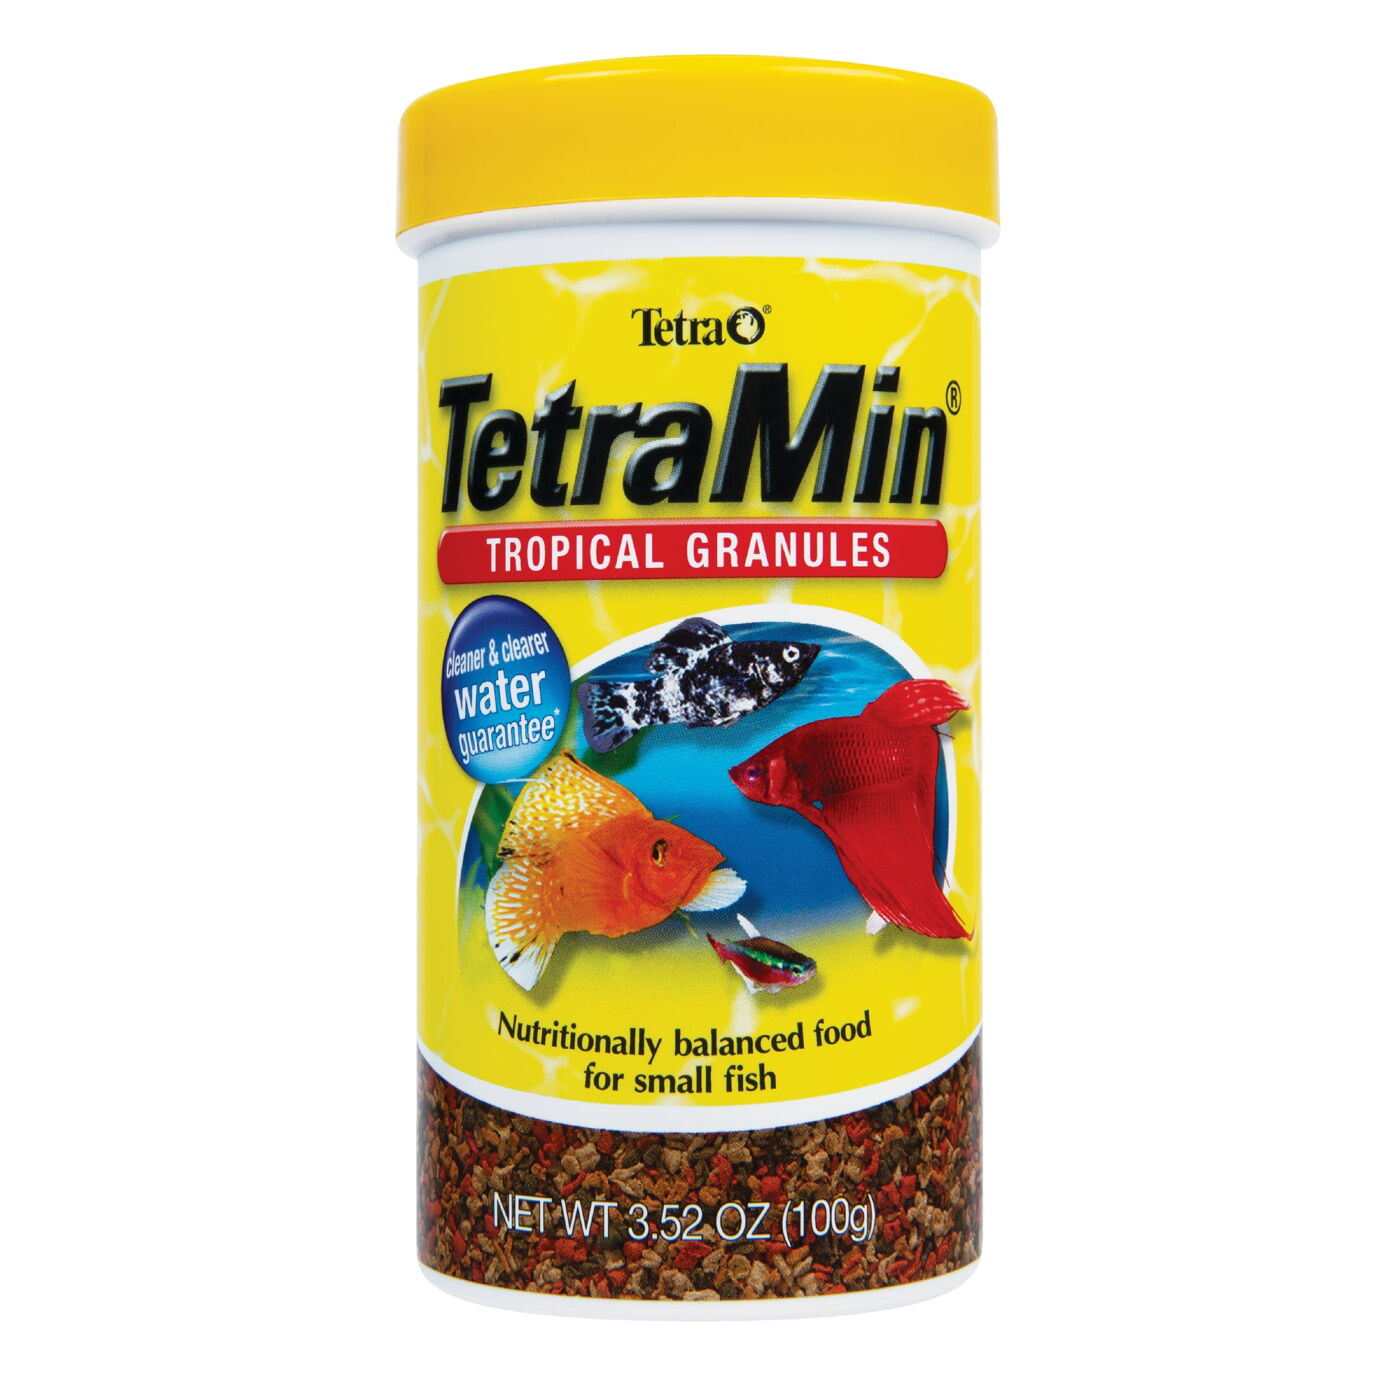 Tetra®
TetraMin®
TROPICAL GRANULES
cleaner & clearer
water
guarantee*
Nutritionally balanced food
for small fish
NET WT 3.52 OZ (100g)